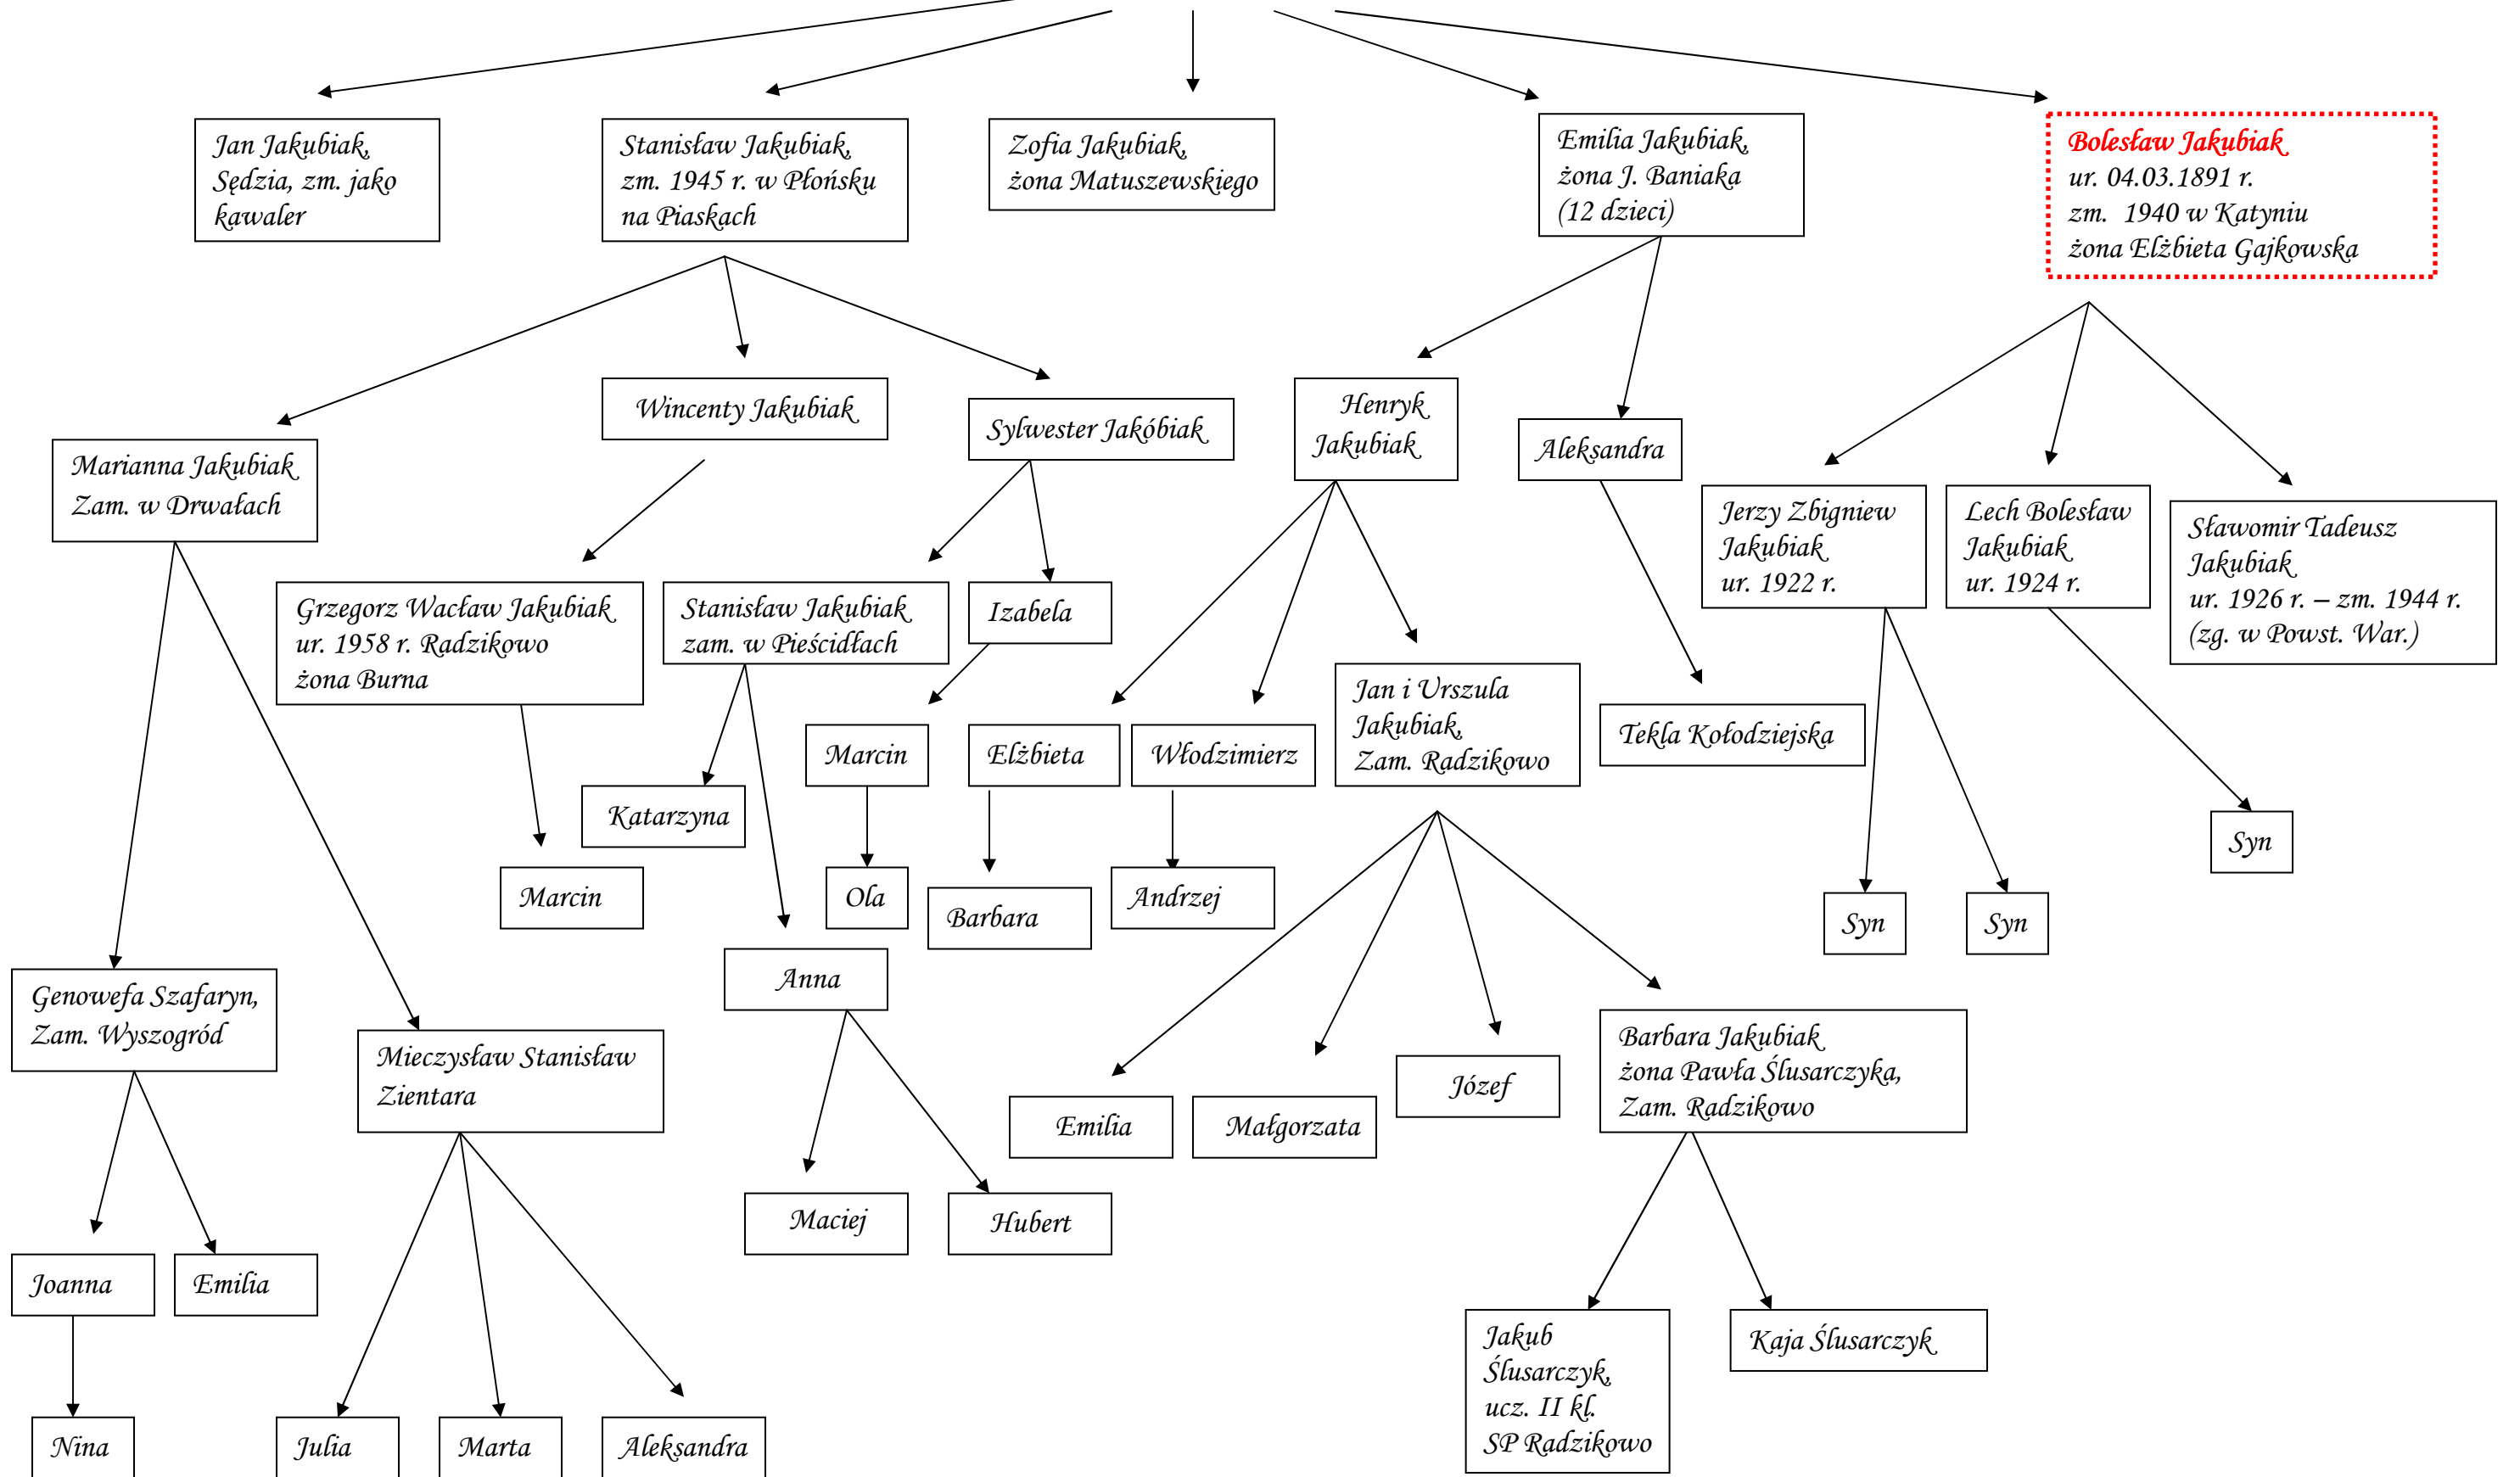 Jan Jakubiak,
Sędzia, zm. jako
kawaler
Stanisław Jakubiak,
zm. 1945 r. w Płońsku
na Piaskach
Zofia Jakubiak,
żona Matuszewskiego
Emilia Jakubiak,
żona J. Baniaka
(12 dzieci)
Bolesław Jakubiak
ur. 04.03.1891 r.
zm. 1940 w Katyniu
żona Elżbieta Gajkowska
Marianna Jakubiak
Zam. w Drwałach
Wincenty Jakubiak
Sylwester Jakóbiak
Henryk
Jakubiak
Aleksandra
Jerzy Zbigniew
Jakubiak
ur. 1922 r.
Lech Bolesław
Jakubiak
ur. 1924 r.
Sławomir Tadeusz
Jakubiak
ur. 1926 r. – zm. 1944 r.
(zg. w Powst. War.)
Grzegorz Wacław Jakubiak
ur. 1958 r. Radzikowo
żona Burna
Stanisław Jakubiak
zam. w Pieścidłach
Izabela
Marcin
Elżbieta
Włodzimierz
Jan i Urszula
Jakubiak,
Zam. Radzikowo
Tekla Kołodziejska
Katarzyna
Marcin
Ola
Barbara
Andrzej
Syn
Syn
Syn
Anna
Genowefa Szafaryn,
Zam. Wyszogród
Mieczysław Stanisław
Zientara
Emilia
Małgorzata
Józef
Barbara Jakubiak
żona Pawła Ślusarczyka,
Zam. Radzikowo
Maciej
Hubert
Joanna
Emilia
Jakub
Ślusarczyk,
ucz. II kl.
SP Radzikowo
Kaja Ślusarczyk
Nina
Julia
Marta
Aleksandra